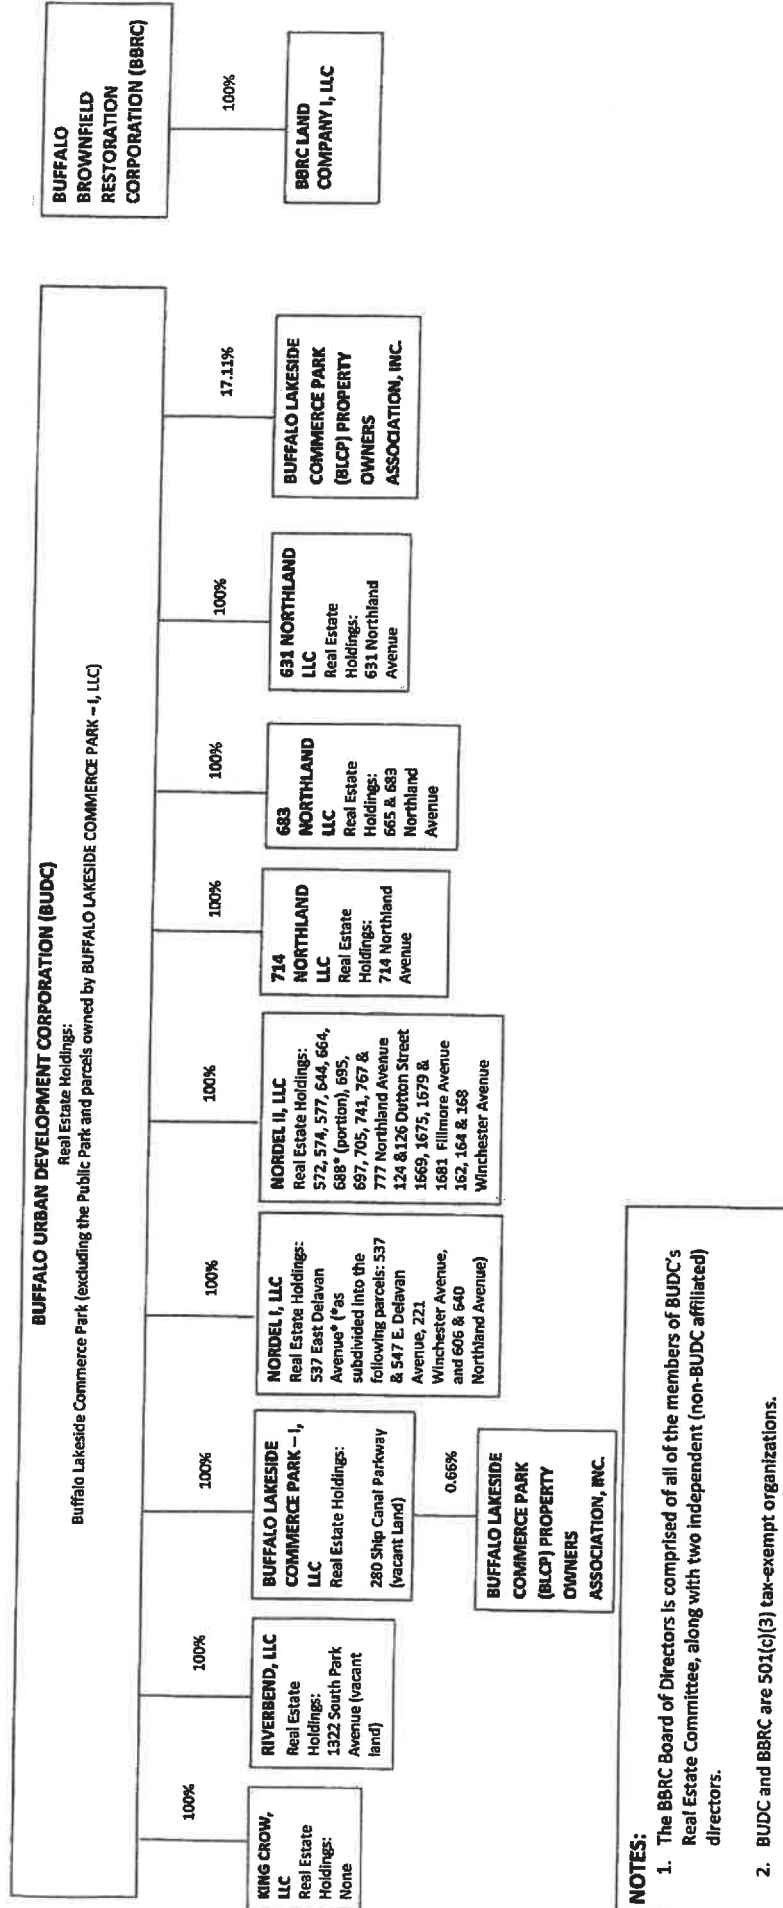 BUFFALO URBAN DEVELOPMENT CORPORATION (BUDC)
Real Estate Holdings:
Buffalo Lakeside Commerce Park (excluding the Public Park and parcels owned by BUFFALO LAKESIDE COMMERCE PARK – I, LLC)
BUFFALO
BROWNFIELD
RESTORATION
CORPORATION (BBRC)
100%
100%
100%
100%
100%
100%
100%
100%
17.11%
100%
KING CROW,
LLC
Real Estate
Holdings:
None
RIVERBEND, LLC
Real Estate
Holdings:
1322 South Park
Avenue (vacant
land)
BUFFALO LAKESIDE
COMMERCE PARK – I,
LLC
Real Estate Holdings:
280 Ship Canal Parkway
(vacant Land)
NORDEL I, LLC
Real Estate Holdings:
537 East Delavan
Avenue* (*as
subdivided into the
following parcels: 537
& 547 E. Delavan
Avenue, 221
Winchester Avenue,
and 606 & 640
Northland Avenue)
NORDEL II, LLC
Real Estate Holdings:
572, 574, 577, 644, 664,
688* (portion), 695,
697, 705, 741, 767 &
777 Northland Avenue
124 &126 Dutton Street
1669, 1675, 1679 &
1681 Fillmore Avenue
162, 164 & 168
Winchester Avenue
714
NORTHLAND
LLC
Real Estate
Holdings:
714 Northland
Avenue
683
NORTHLAND
LLC
Real Estate
Holdings:
665 & 683
Northland
Avenue
631 NORTHLAND
LLC
Real Estate
Holdings:
631 Northland
Avenue
BUFFALO LAKESIDE
COMMERCE PARK
(BLCP) PROPERTY
OWNERS
ASSOCIATION, INC.
BBRC LAND
COMPANY I, LLC
0.66%
BUFFALO LAKESIDE
COMMERCE PARK
(BLCP) PROPERTY
OWNERS
ASSOCIATION, INC.
NOTES:
1. The BBRC Board of Directors is comprised of all of the members of BUDC's
Real Estate Committee, along with two independent (non-BUDC affiliated)
directors.
2. BUDC and BBRC are 501(c)(3) tax-exempt organizations.